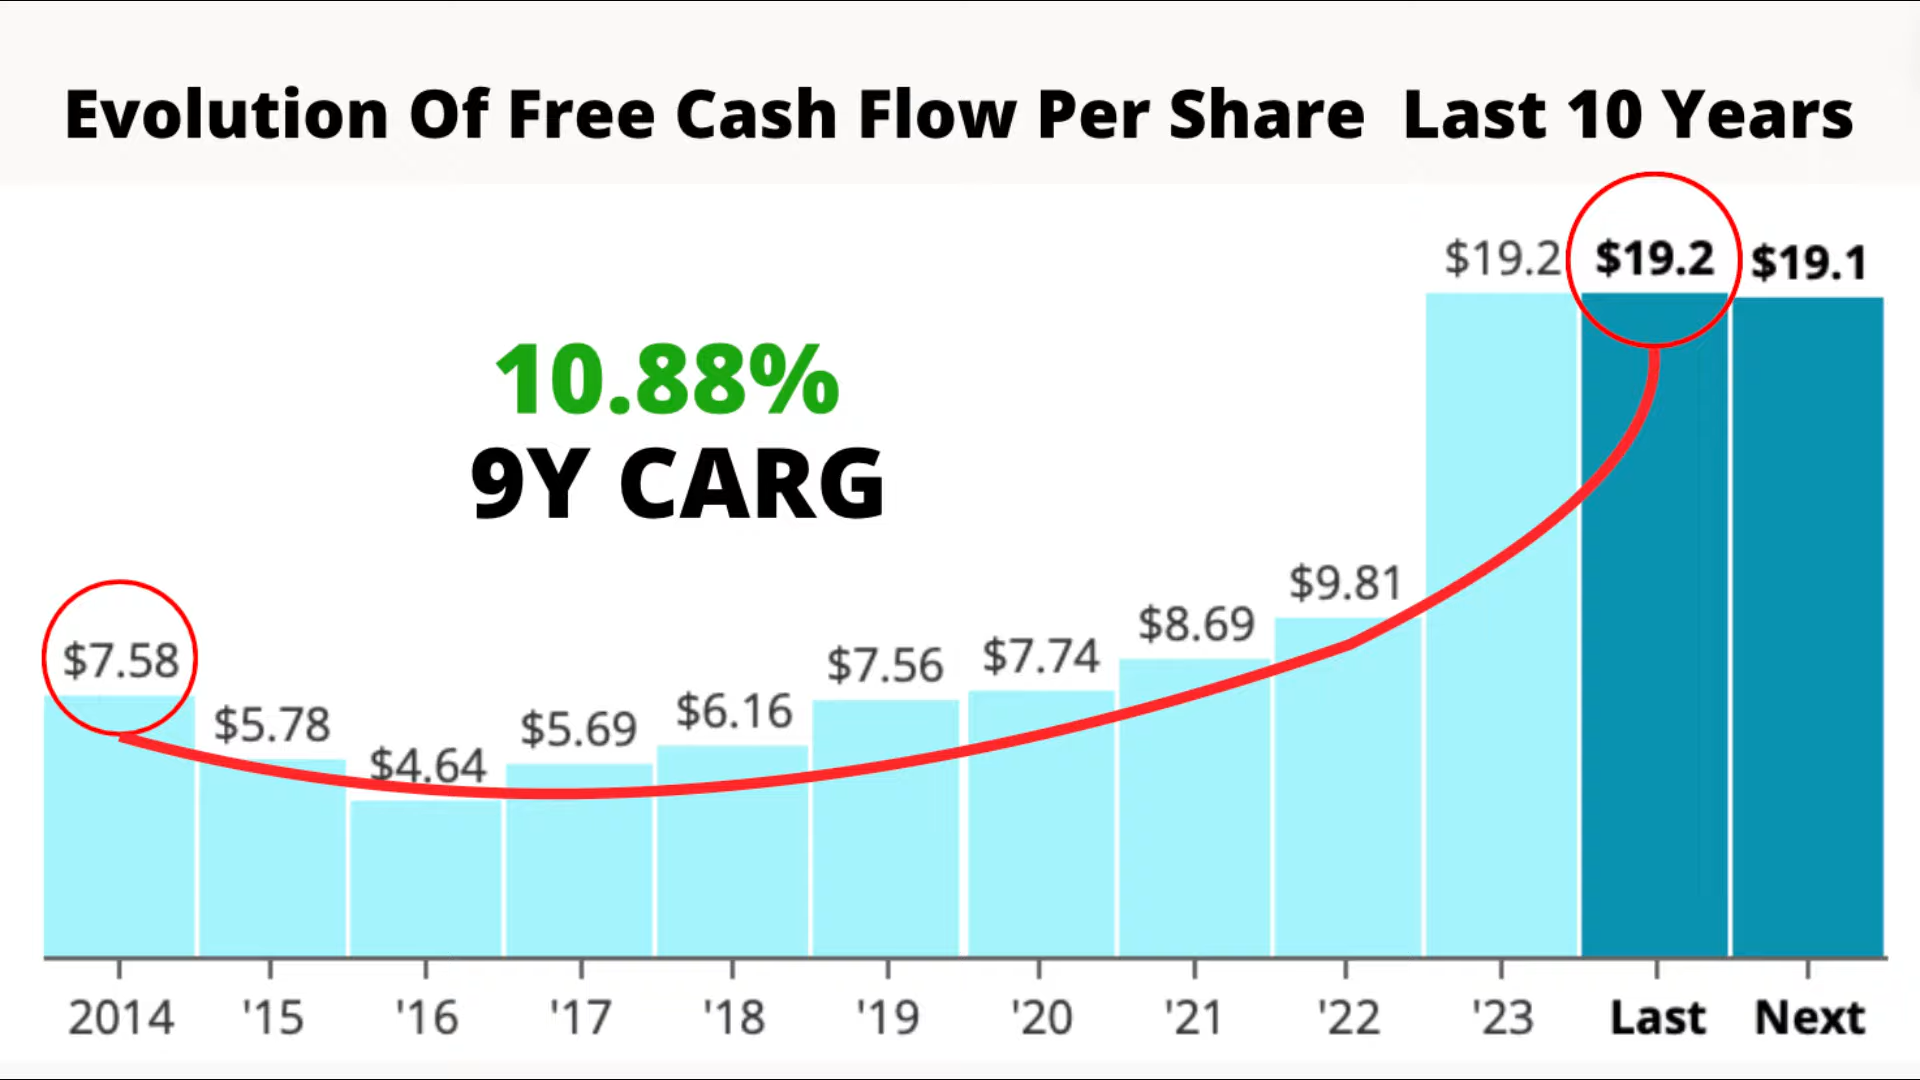 Evolution Of Free Cash Flow Per Share Last 10 Years
$19.2 $19.2 $19.1
10.88%
9Y CARG
$9.81
$8.69
$7.74
$7.56
$7.58
$6.16
$5.69
$5.78
$4.64
2014 '15 '16 '17 '18 '19 '20 '21 '22 '23 Last Next